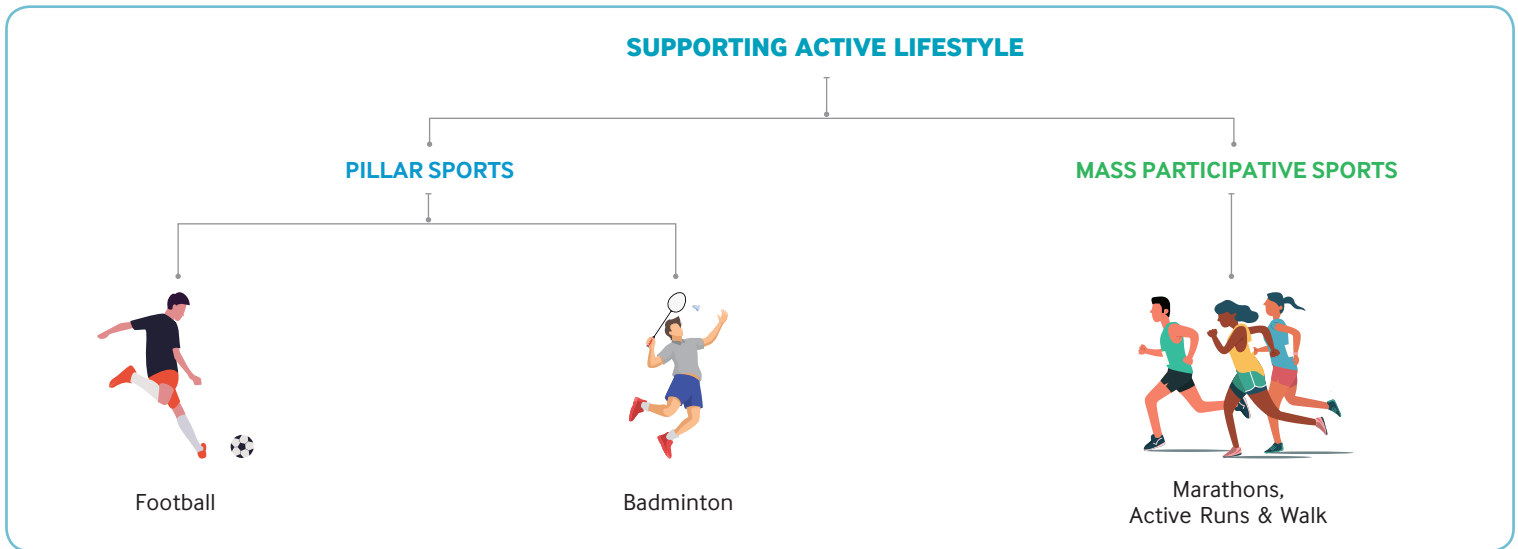 SUPPORTING ACTIVE LIFESTYLE
PILLAR SPORTS
MASS PARTICIPATIVE SPORTS
Football
Badminton
Marathons,
Active Runs & Walk